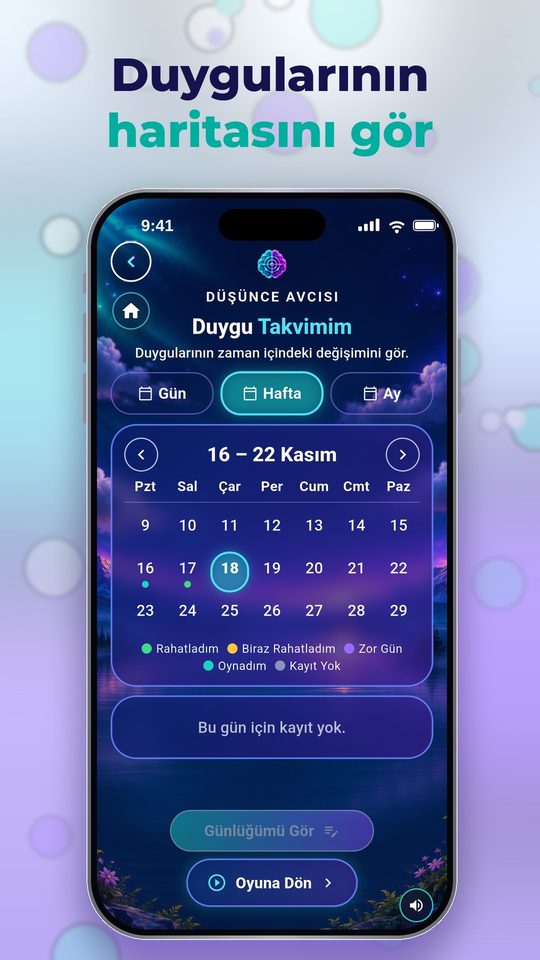 Duygularının
haritasını gör
9:41
DÜŞÜNCE AVCISI
Duygu Takvimim
Duygularının zaman içindeki değişimini gör.
Gün Hafta Ay
16 – 22 Kasım
Pzt Sal Çar Per Cum Cmt Paz
9 10 11 12 13 14 15
16 17 18 19 20 21 22
23 24 25 26 27 28 29
Rahatladım Biraz Rahatladım Zor Gün
Oynadım Kayıt Yok
Bu gün için kayıt yok.
Günlüğümü Gör
Oyuna Dön